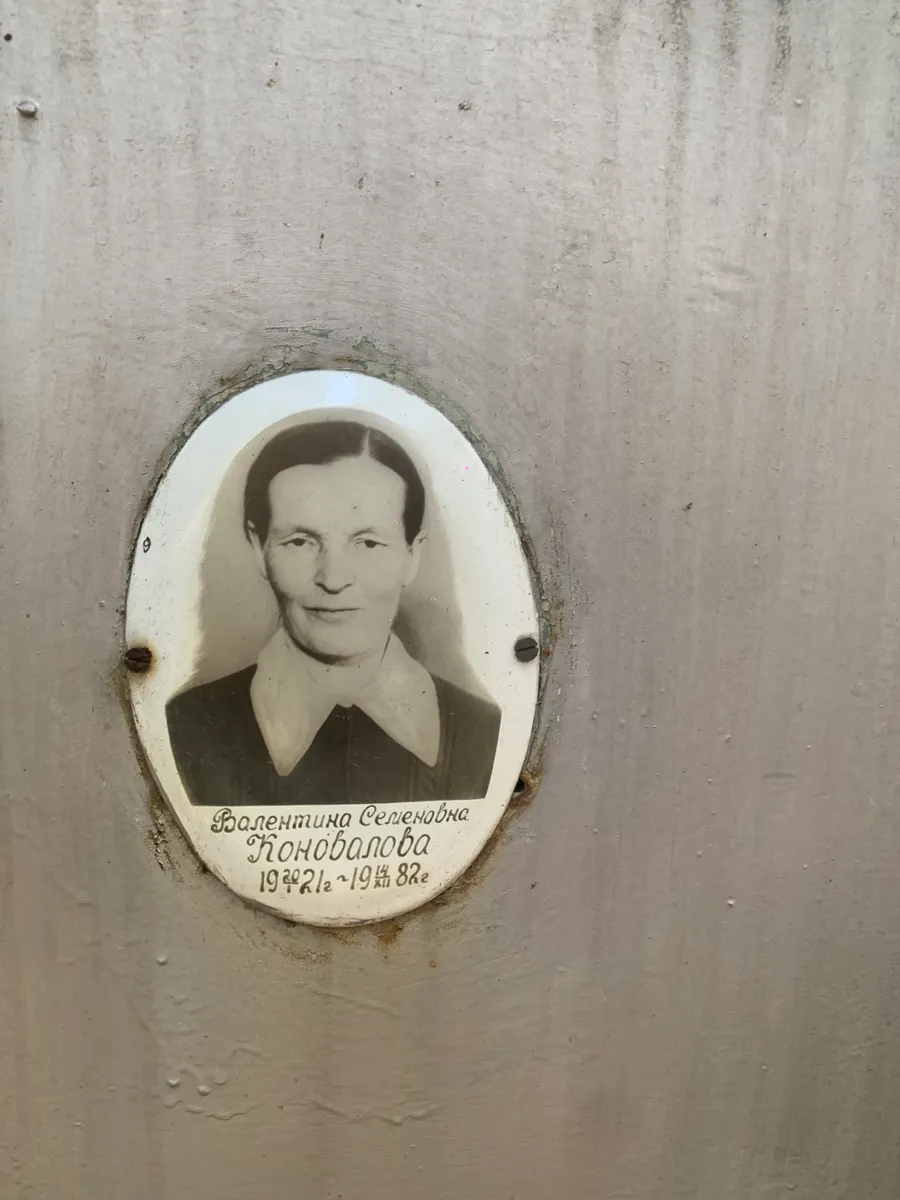 Валентина Семеновна
Коновалова
19 20/I 21г ~ 19 14/XII 82г